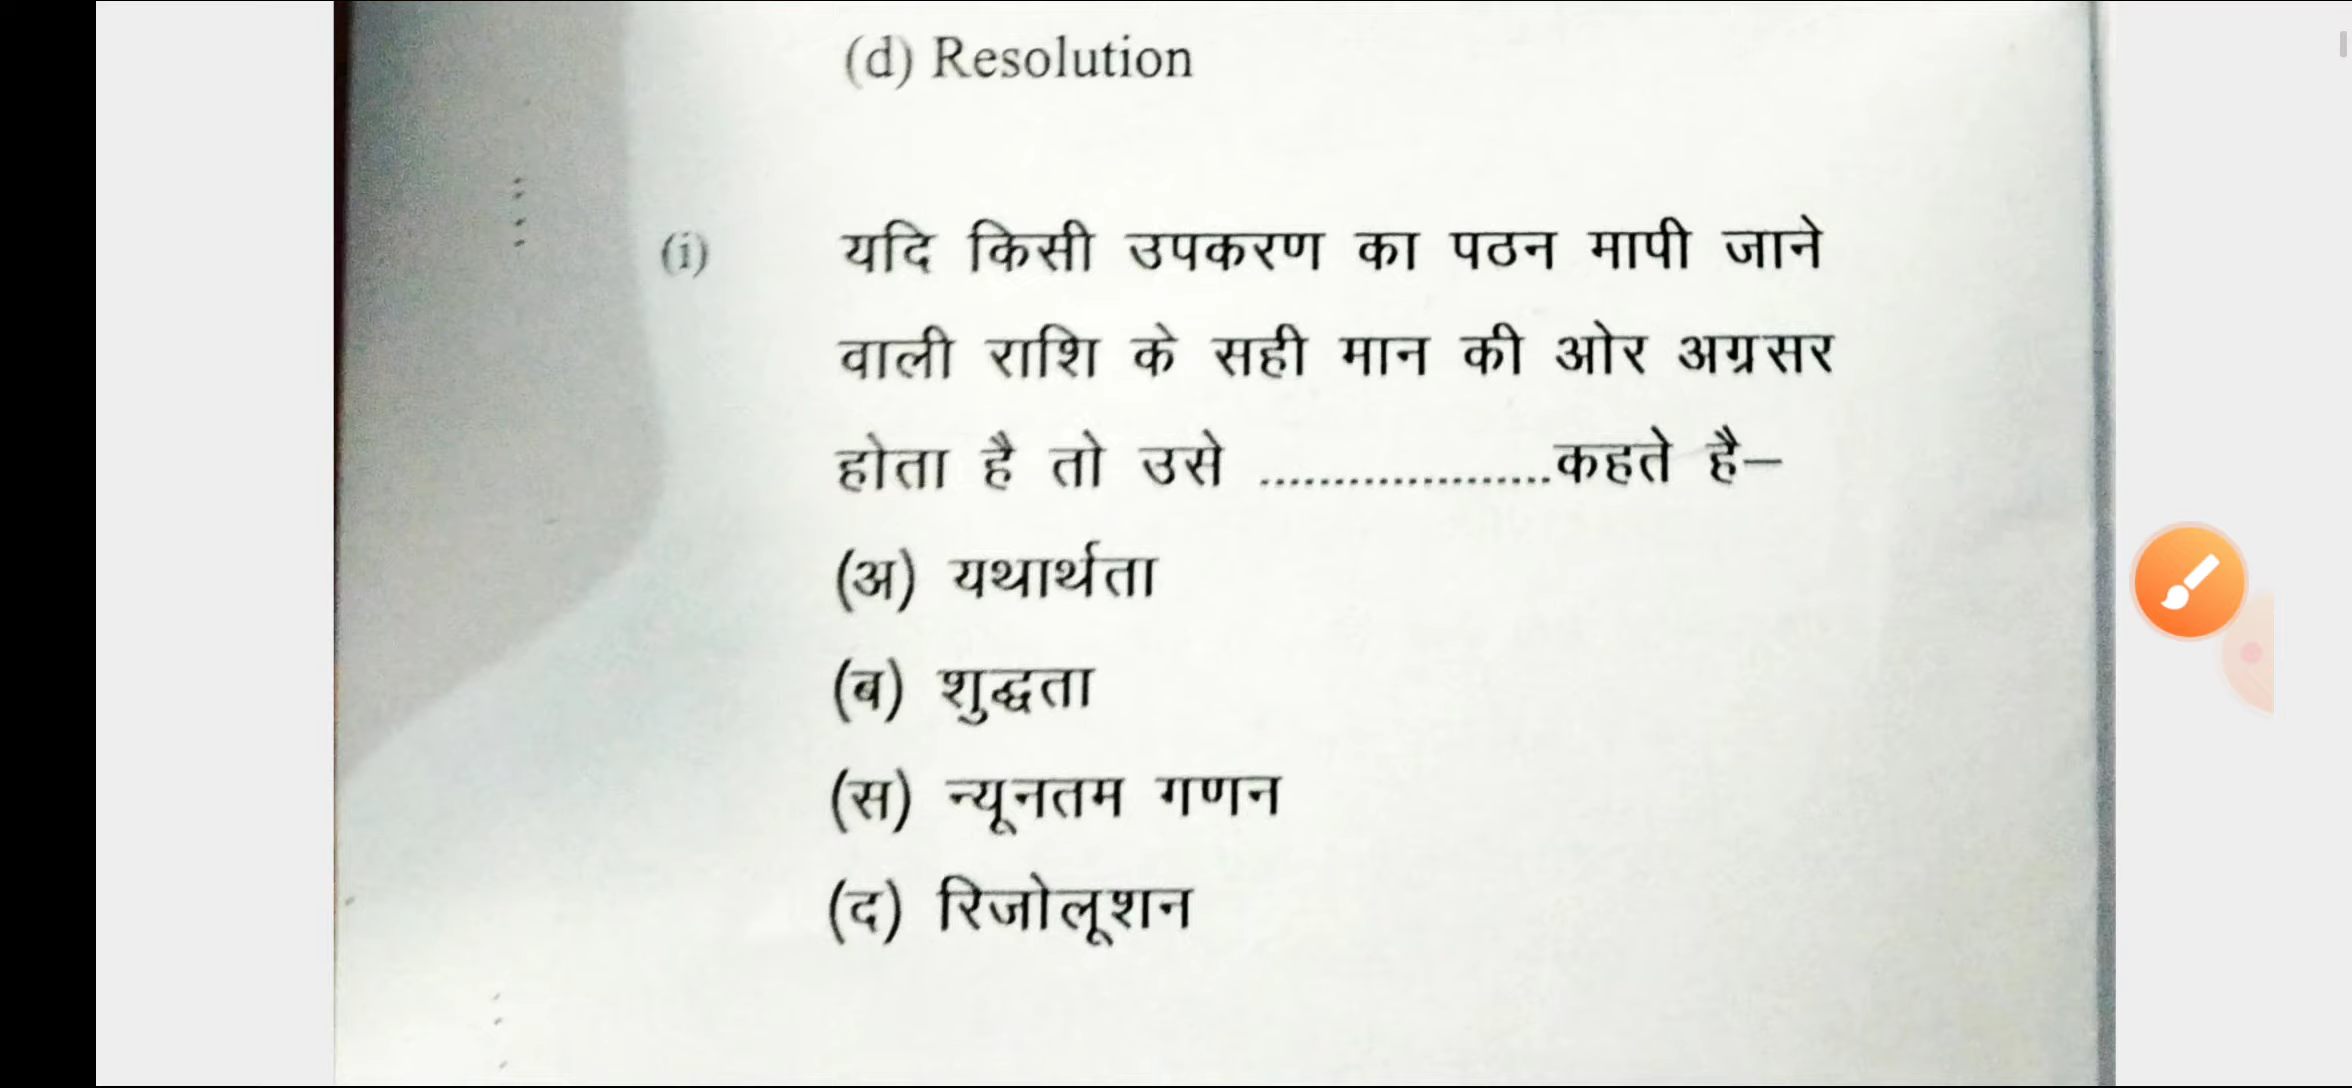 (d) Resolution
(i) यदि किसी उपकरण का पठन मापी जाने
वाली राशि के सही मान की ओर अग्रसर
होता है तो उसे ....................कहते है–
(अ) यथार्थता
(ब) शुद्धता
(स) न्यूनतम गणन
(द) रिजोलूशन